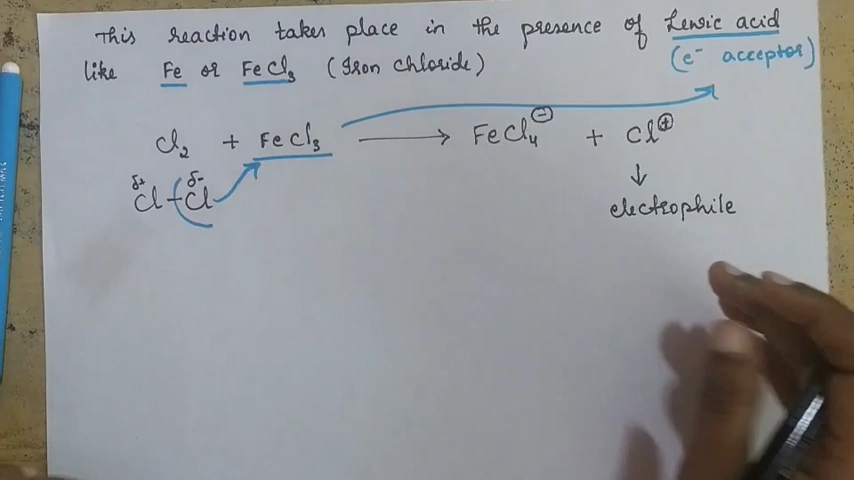 This reaction takes place in the presence of Lewic acid
like Fe or FeCl₃ (Iron chloride) (e⁻ acceptor)
Cl₂ + FeCl₃ ⟶ FeCl₄⊖ + Cl⊕
δ+ δ-
Cl-Cl ↓
electrophile